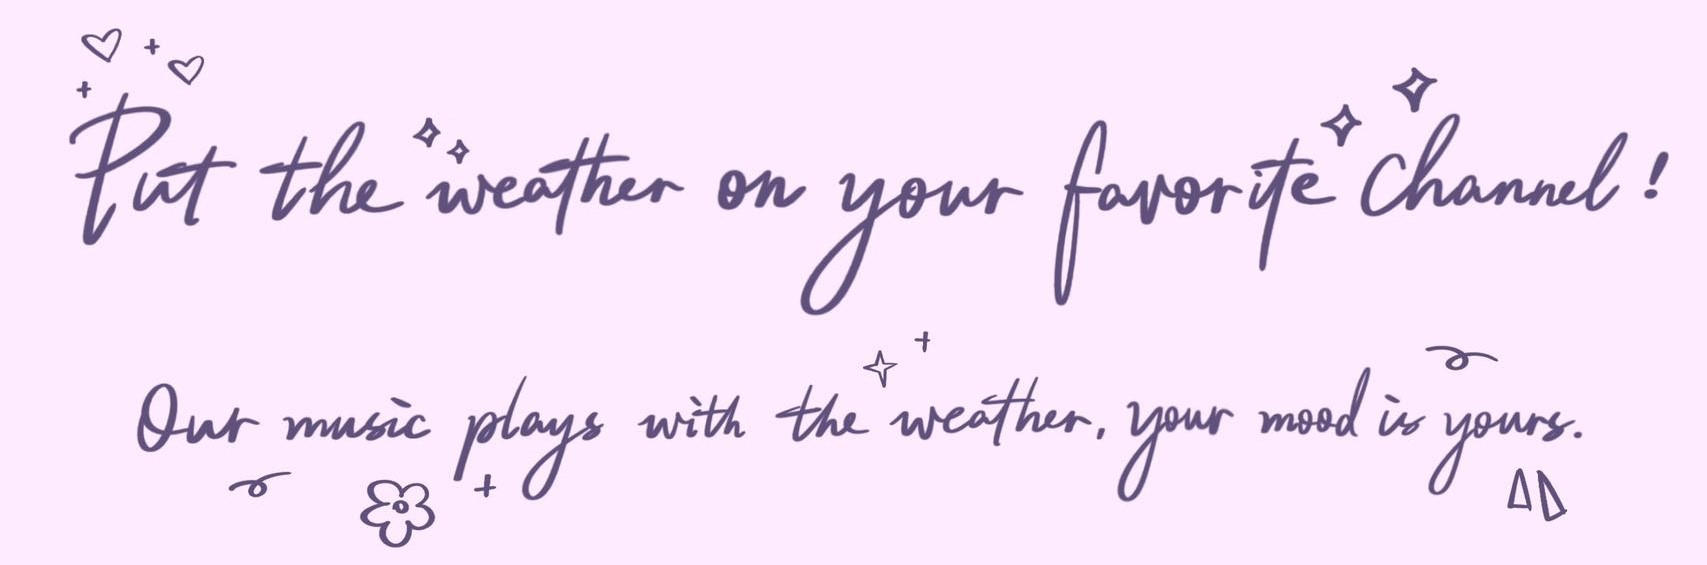 Put the weather on your favorite channel!
Our music plays with the weather, your mood is yours.